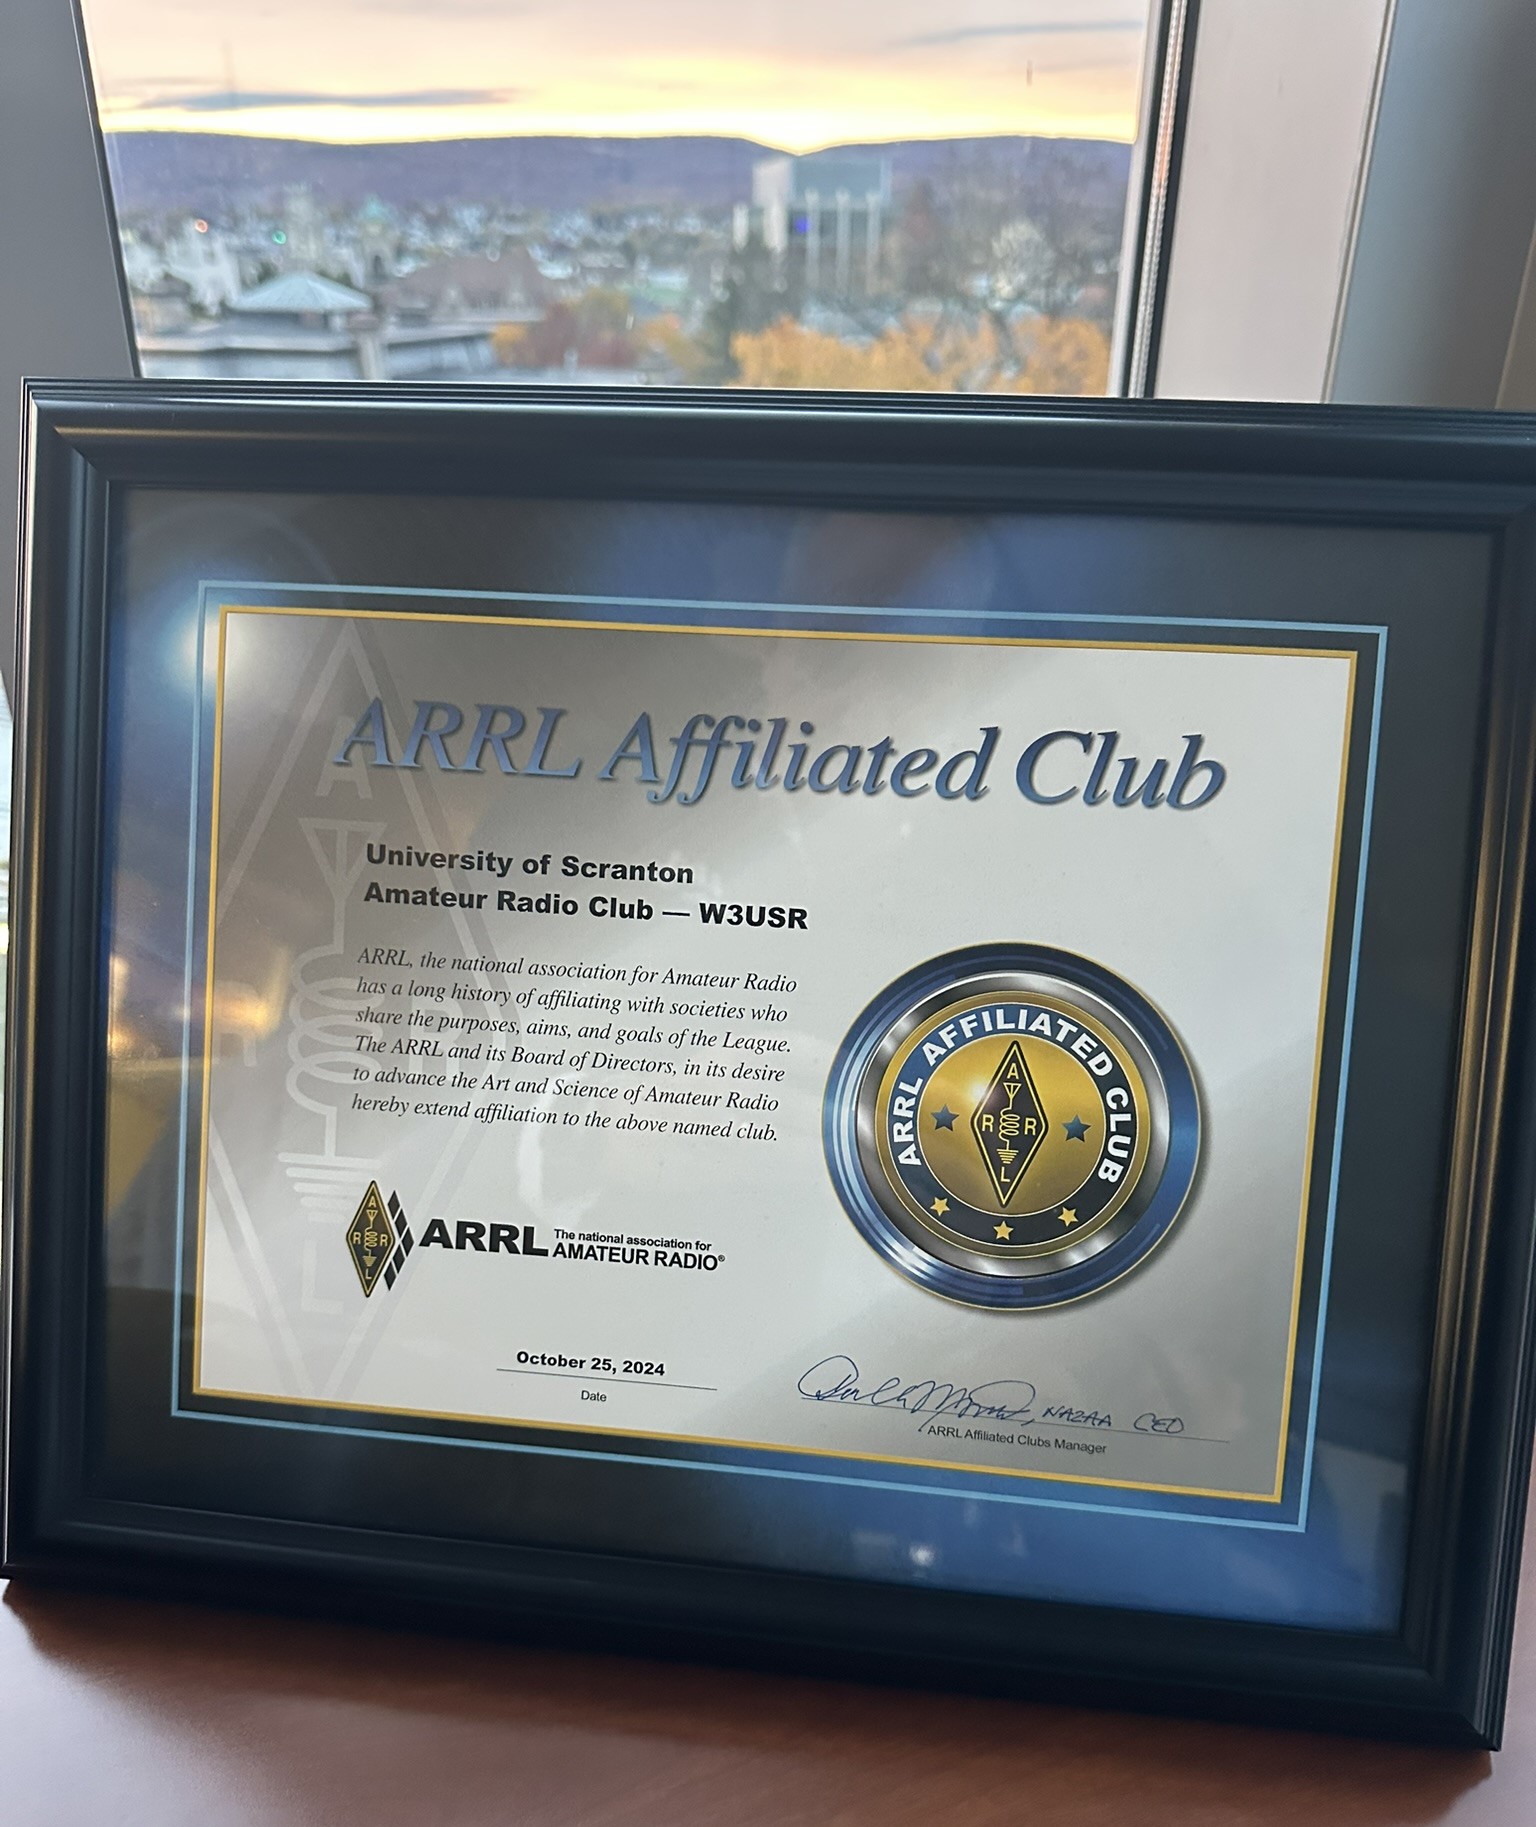 ARRL Affiliated Club
University of Scranton
Amateur Radio Club — W3USR
ARRL, the national association for Amateur Radio
has a long history of affiliating with societies who
share the purposes, aims, and goals of the League.
The ARRL and its Board of Directors, in its desire
to advance the Art and Science of Amateur Radio
hereby extend affiliation to the above named club.
ARRL AFFILIATED CLUB
A
R R
L
A
R R
L
ARRL The national association for
AMATEUR RADIO®
October 25, 2024
Date
, NA2AA CEO
ARRL Affiliated Clubs Manager